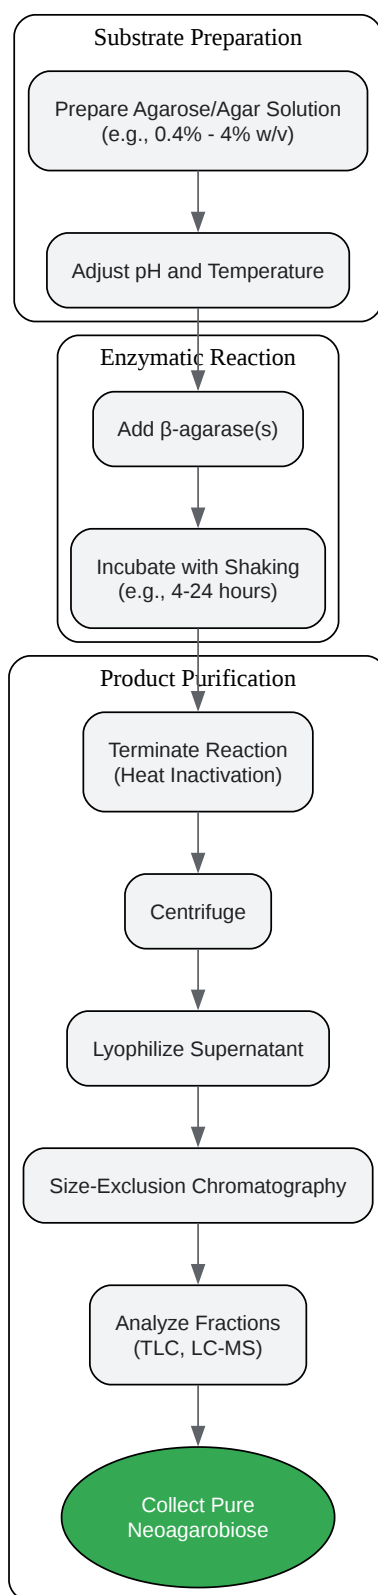 Substrate Preparation
Prepare Agarose/Agar Solution
(e.g., 0.4% - 4% w/v)
Adjust pH and Temperature
Enzymatic Reaction
Add β-agarase(s)
Incubate with Shaking
(e.g., 4-24 hours)
Product Purification
Terminate Reaction
(Heat Inactivation)
Centrifuge
Lyophilize Supernatant
Size-Exclusion Chromatography
Analyze Fractions
(TLC, LC-MS)
Collect Pure
Neoagarobiose